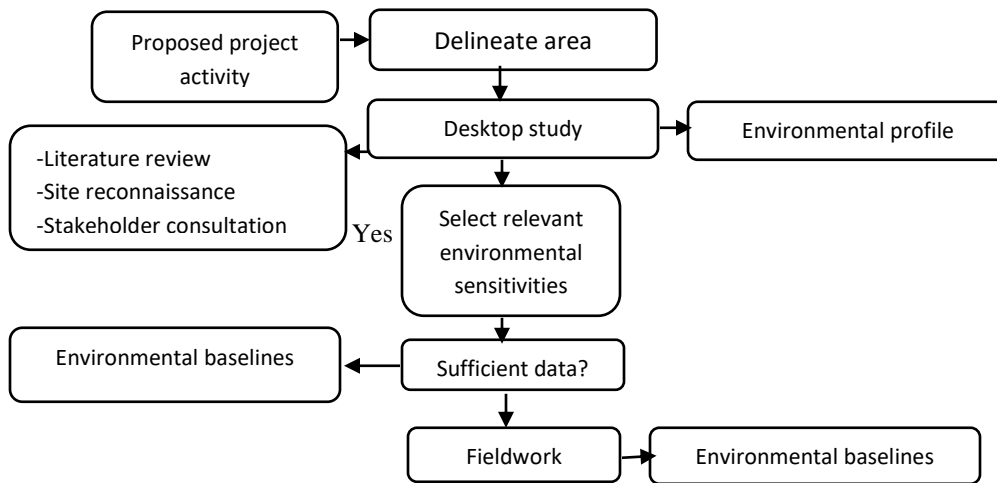 Proposed project
activity
Delineate area
Desktop study
Environmental profile
-Literature review
-Site reconnaissance
-Stakeholder consultation
Yes
Select relevant
environmental
sensitivities
Environmental baselines
Sufficient data?
Fieldwork
Environmental baselines